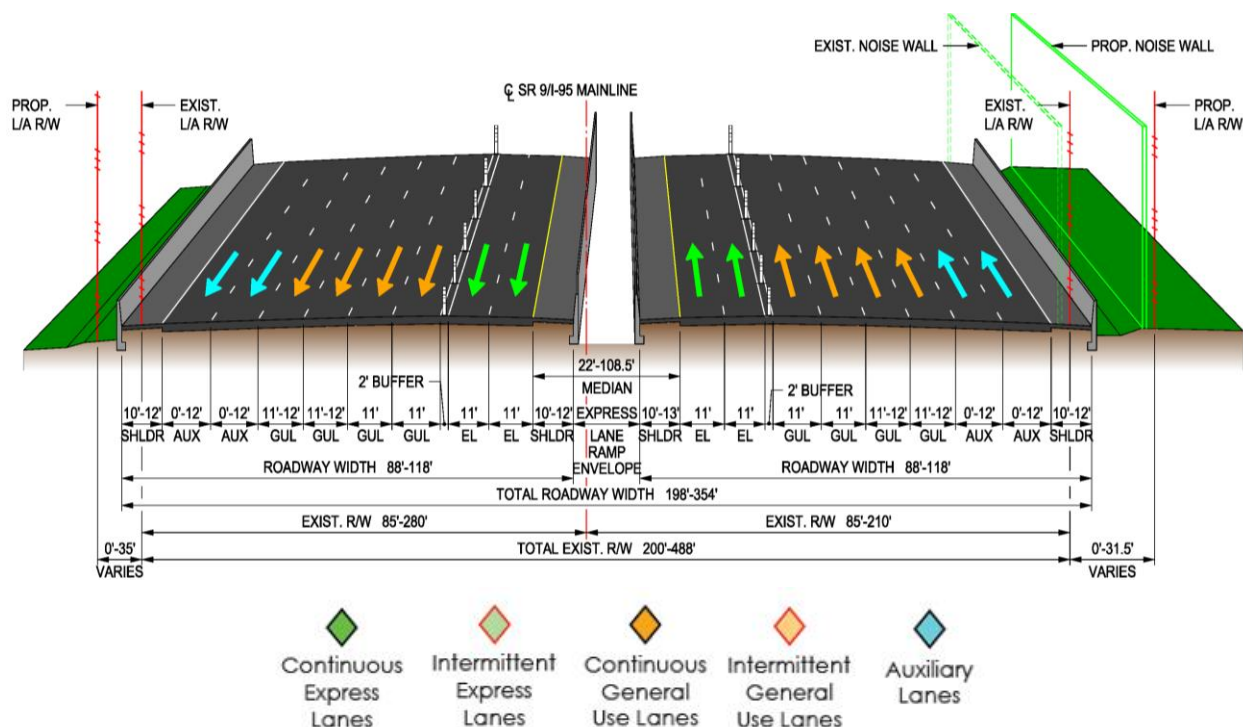 EXIST. NOISE WALL
PROP. NOISE WALL
℄ SR 9/I-95 MAINLINE
PROP.
L/A R/W
EXIST.
L/A R/W
EXIST.
L/A R/W
PROP.
L/A R/W
22'-108.5'
MEDIAN
2' BUFFER
2' BUFFER
10'-12' 0'-12' 0'-12' 11'-12' 11'-12' 11' 11' 11' 11' 10'-12' EXPRESS 10'-13' 11' 11' 11' 11' 11'-12' 11'-12' 0'-12' 0'-12' 10'-12'
SHLDR AUX AUX GUL GUL GUL GUL EL EL SHLDR LANE SHLDR EL EL GUL GUL GUL GUL AUX AUX SHLDR
RAMP
ENVELOPE
ROADWAY WIDTH 88'-118'
ROADWAY WIDTH 88'-118'
TOTAL ROADWAY WIDTH 198'-354'
EXIST. R/W 85'-280'
EXIST. R/W 85'-210'
0'-35'
VARIES
TOTAL EXIST. R/W 200'-488'
0'-31.5'
VARIES
Continuous
Express
Lanes
Intermittent
Express
Lanes
Continuous
General
Use Lanes
Intermittent
General
Use Lanes
Auxiliary
Lanes